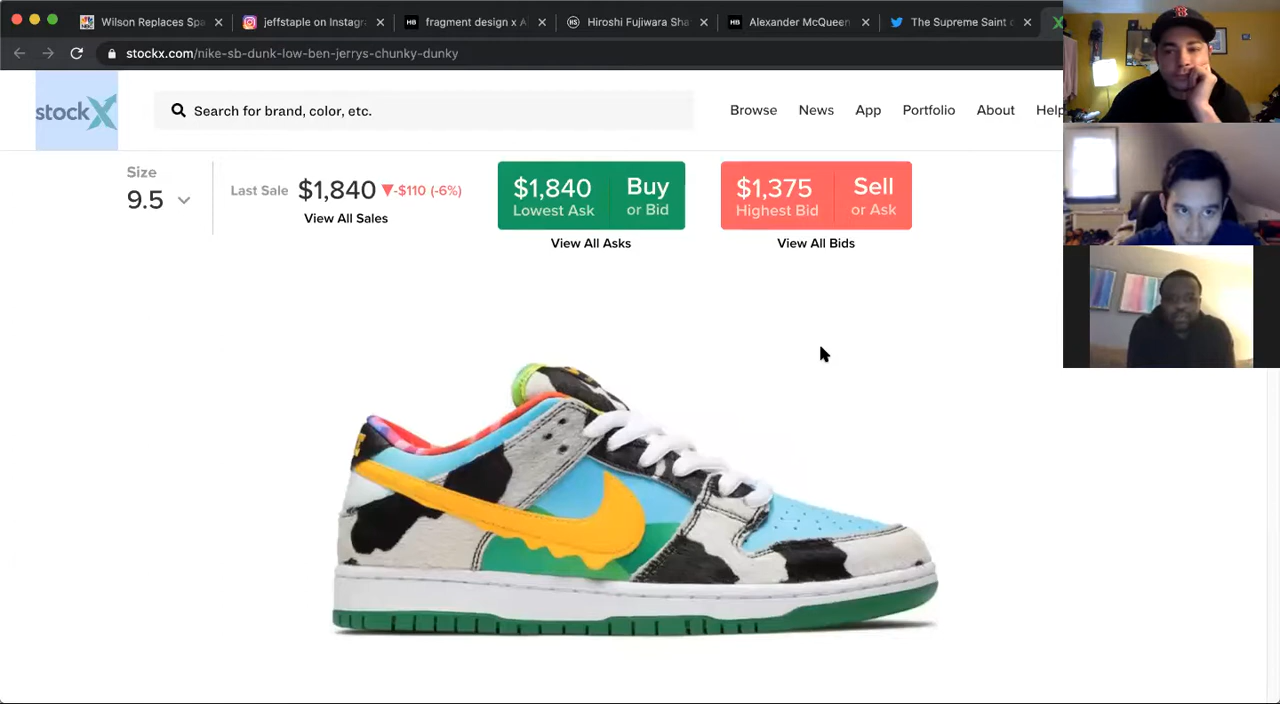 Wilson Replaces Spa
jeffstaple on Instagr
fragment design x A
Hiroshi Fujiwara Sha
Alexander McQueen
The Supreme Saint o
stockx.com/nike-sb-dunk-low-ben-jerrys-chunky-dunky
stockX
Search for brand, color, etc.
Browse
News
App
Portfolio
About
Help
Size
9.5
Last Sale $1,840 ▼-$110 (-6%)
View All Sales
$1,840 Buy
Lowest Ask or Bid
View All Asks
$1,375 Sell
Highest Bid or Ask
View All Bids